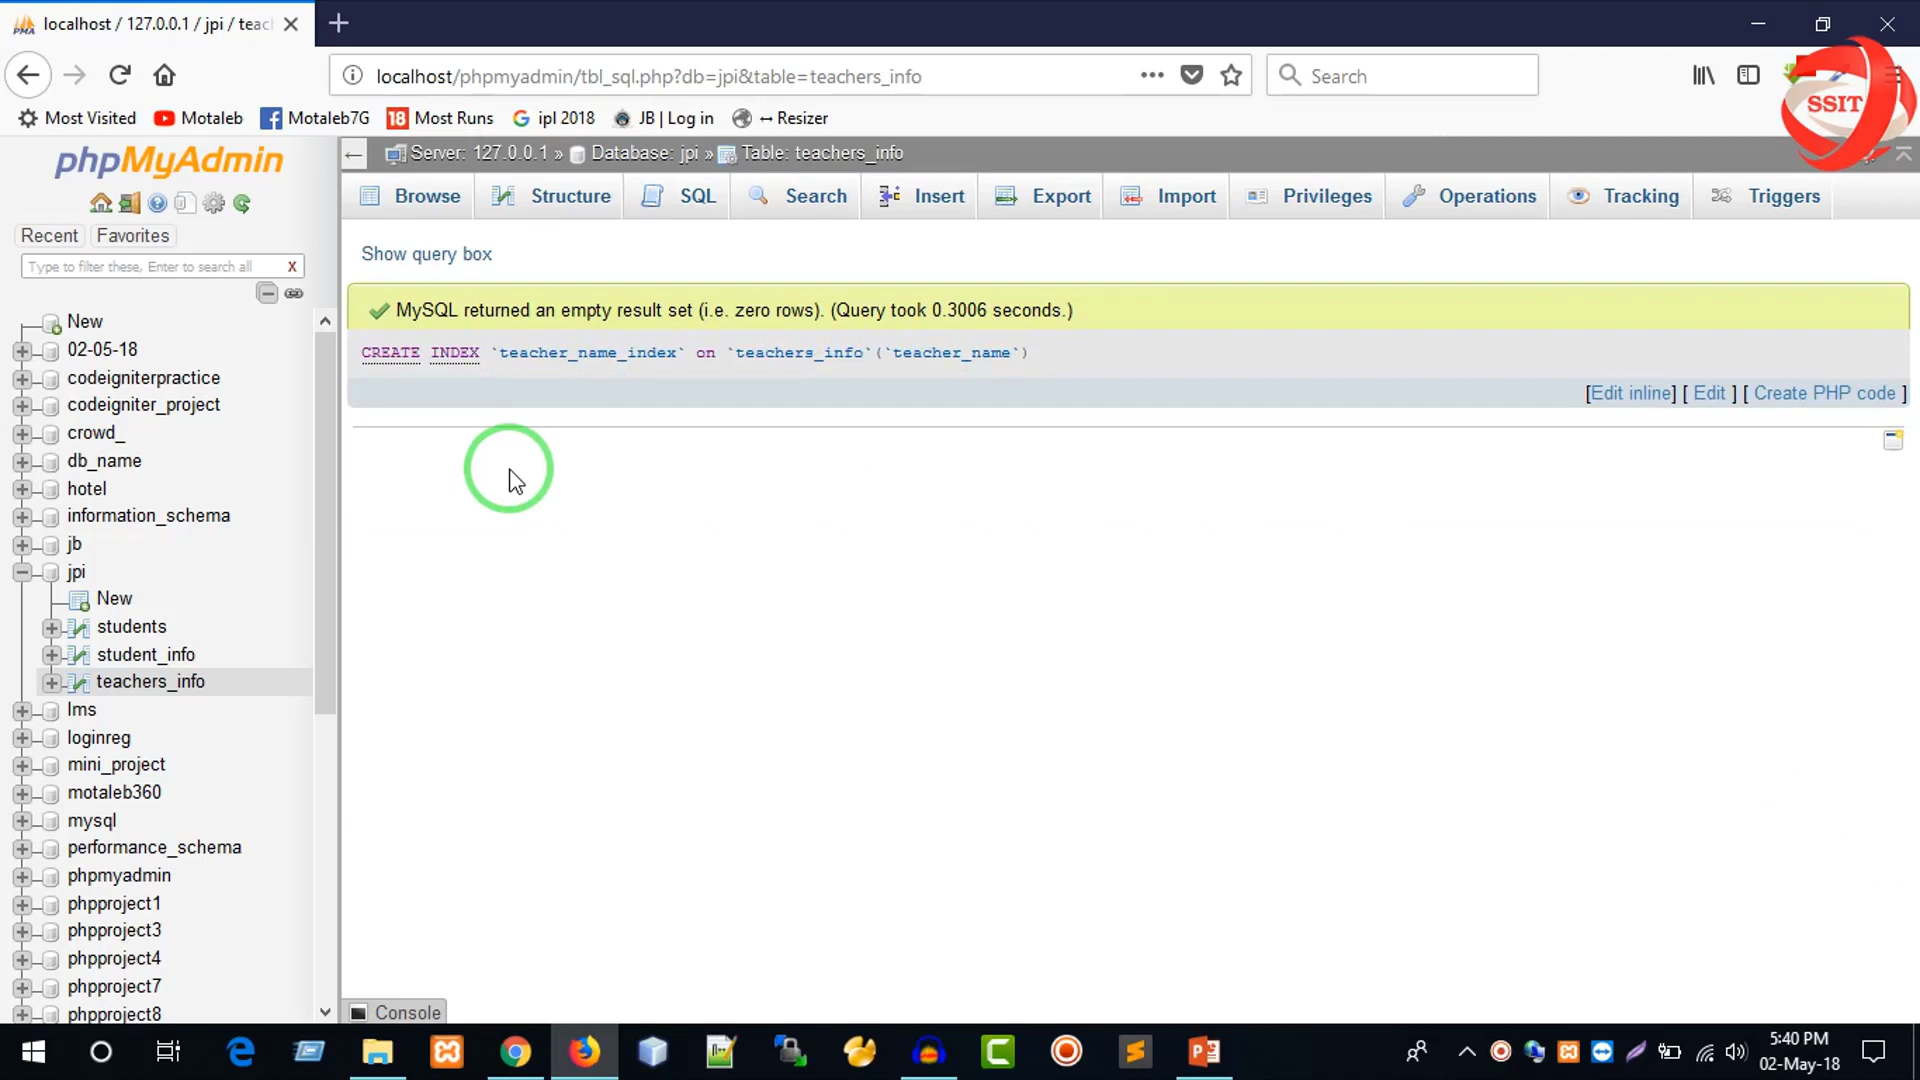 localhost / 127.0.0.1 / jpi / teac
localhost/phpmyadmin/tbl_sql.php?db=jpi&table=teachers_info
Search
Most Visited
Motaleb
Motaleb7G
18 Most Runs
ipl 2018
JB | Log in
↔ Resizer
SSIT
phpMyAdmin
Recent
Favorites
Type to filter these, Enter to search all
X
New
02-05-18
codeigniterpractice
codeigniter_project
crowd_
db_name
hotel
information_schema
jb
jpi
New
students
student_info
teachers_info
lms
loginreg
mini_project
motaleb360
mysql
performance_schema
phpmyadmin
phpproject1
phpproject3
phpproject4
phpproject7
phpproject8
Server: 127.0.0.1 » Database: jpi » Table: teachers_info
Browse
Structure
SQL
Search
Insert
Export
Import
Privileges
Operations
Tracking
Triggers
Show query box
MySQL returned an empty result set (i.e. zero rows). (Query took 0.3006 seconds.)
CREATE INDEX `teacher_name_index` on `teachers_info`(`teacher_name`)
[Edit inline] [ Edit ] [ Create PHP code ]
Console
5:40 PM
02-May-18